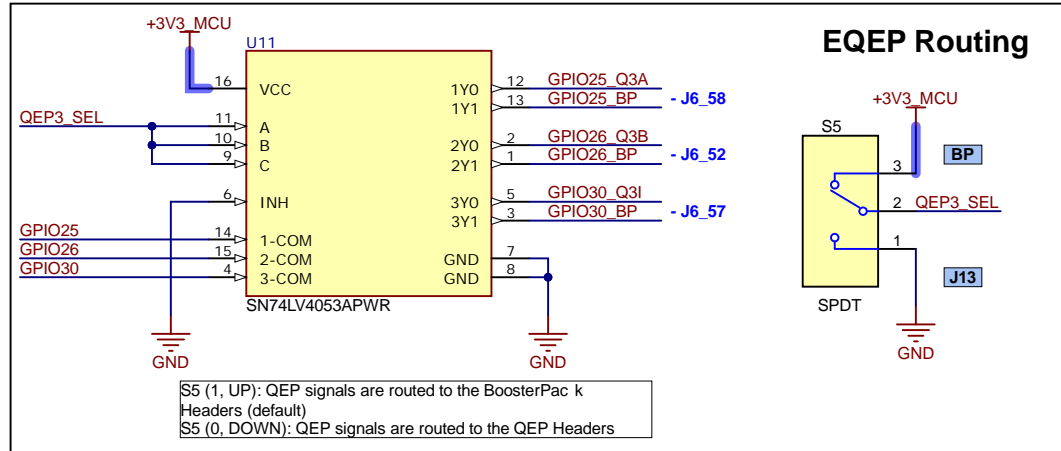 EQEP Routing
+3V3_MCU
U11
16 VCC
QEP3_SEL
11 A
10 B
9 C
6 INH
GPIO25
14 1-COM
GPIO26
15 2-COM
GPIO30
4 3-COM
1Y0 12 GPIO25_Q3A
1Y1 13 GPIO25_BP - J6_58
2Y0 2 GPIO26_Q3B
2Y1 1 GPIO26_BP - J6_52
3Y0 5 GPIO30_Q3I
3Y1 3 GPIO30_BP - J6_57
GND 7
GND 8
SN74LV4053APWR
GND
GND
S5 (1, UP): QEP signals are routed to the BoosterPac k
Headers (default)
S5 (0, DOWN): QEP signals are routed to the QEP Headers
+3V3_MCU
S5
3 BP
2 QEP3_SEL
1
J13
SPDT
GND